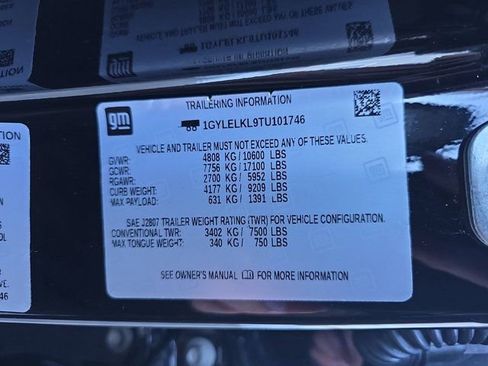 TRAILERING INFORMATION
gm
1GYLELKL9TU101746
VEHICLE AND TRAILER MUST NOT EXCEED ANY OF THESE VALUES.
GVWR: 4808 KG/10600 LBS
GCWR: 7756 KG/17100 LBS
RGAWR: 2700 KG/ 5952 LBS
CURB WEIGHT: 4177 KG/ 9209 LBS
MAX PAYLOAD: 631 KG/ 1391 LBS
SAE J2807 TRAILER WEIGHT RATING (TWR) FOR VEHICLE CONFIGURATION.
CONVENTIONAL TWR: 3402 KG/ 7500 LBS
MAX TONGUE WEIGHT: 340 KG/ 750 LBS
SEE OWNER'S MANUAL FOR MORE INFORMATION.